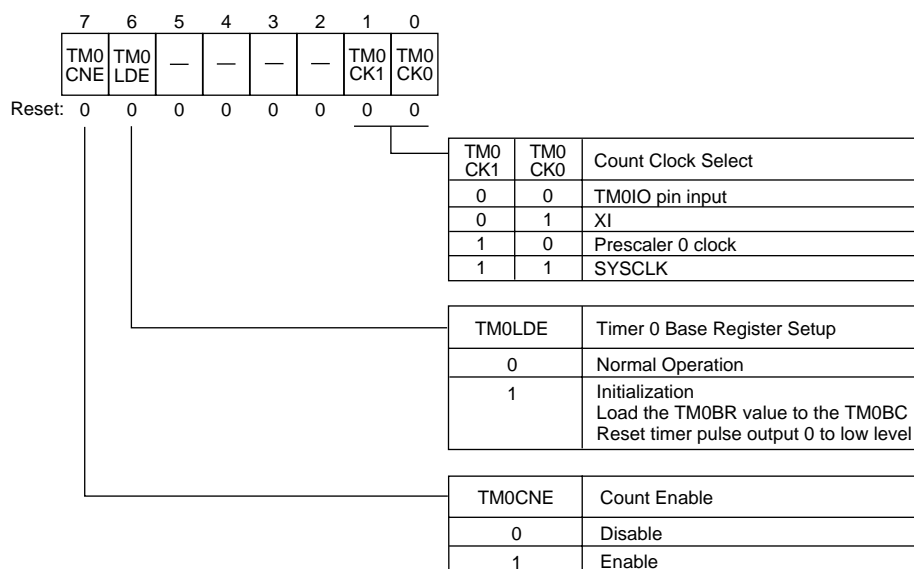 7 6 5 4 3 2 1 0
TM0 CNE TM0 LDE — — — — TM0 CK1 TM0 CK0
Reset: 0 0 0 0 0 0 0 0
TM0 CK1 TM0 CK0 Count Clock Select
0 0 TM0IO pin input
0 1 XI
1 0 Prescaler 0 clock
1 1 SYSCLK
TM0LDE Timer 0 Base Register Setup
0 Normal Operation
1 Initialization
Load the TM0BR value to the TM0BC
Reset timer pulse output 0 to low level
TM0CNE Count Enable
0 Disable
1 Enable